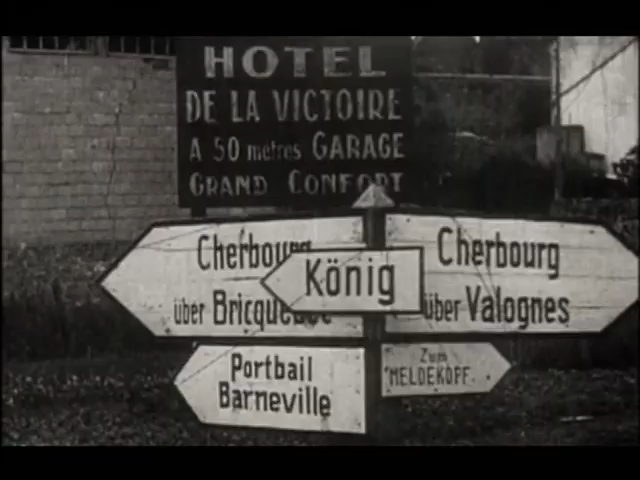 HOTEL
DE LA VICTOIRE
A 50 metres GARAGE
GRAND CONFORT
Cherbourg
über Bricquebec
König
Cherbourg
über Valognes
Portbail
Barneville
Zum
MELDEKOPF